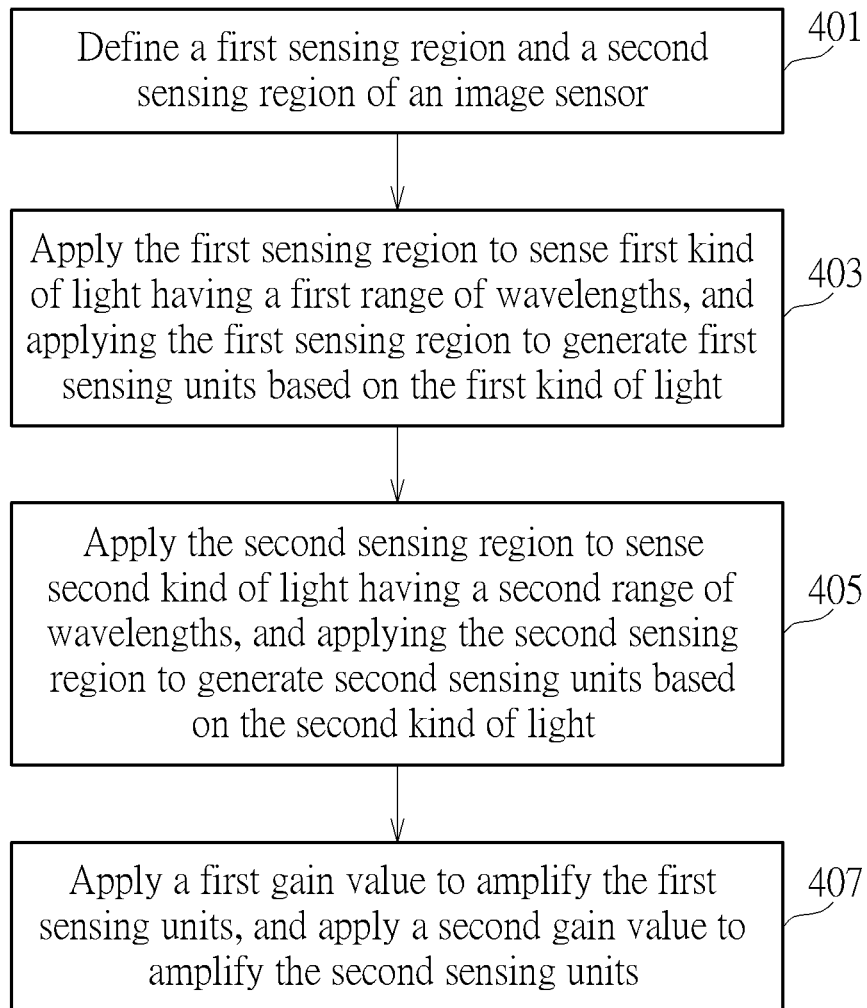 Define a first sensing region and a second
sensing region of an image sensor
401
Apply the first sensing region to sense first kind
of light having a first range of wavelengths, and
applying the first sensing region to generate first
sensing units based on the first kind of light
403
Apply the second sensing region to sense
second kind of light having a second range of
wavelengths, and applying the second sensing
region to generate second sensing units based
on the second kind of light
405
Apply a first gain value to amplify the first
sensing units, and apply a second gain value to
amplify the second sensing units
407